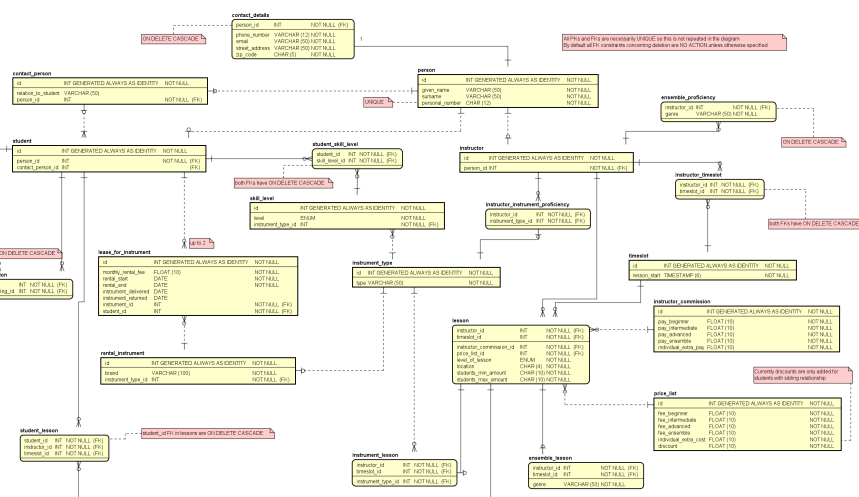 contact_details
person_id INT NOT NULL (FK)
phone_number VARCHAR (12) NOT NULL
email VARCHAR (50) NOT NULL
street_address VARCHAR (50) NOT NULL
zip_code CHAR (5) NOT NULL
ON DELETE CASCADE
1
All PKs and FKs are necessarily UNIQUE so this is not repeated in the diagram
By default all FK constraints concerning deletion are NO ACTION unless otherwise specified
contact_person
id INT GENERATED ALWAYS AS IDENTITY NOT NULL
relation_to_student VARCHAR (50)
person_id INT NOT NULL (FK)
person
id INT GENERATED ALWAYS AS IDENTITY NOT NULL
given_name VARCHAR (50) NOT NULL
surname VARCHAR (50) NOT NULL
personal_number CHAR (12) NOT NULL
UNIQUE
ensemble_proficiency
instructor_id INT NOT NULL (FK)
genre VARCHAR (50) NOT NULL
ON DELETE CASCADE
student
id INT GENERATED ALWAYS AS IDENTITY NOT NULL
person_id INT NOT NULL (FK)
contact_person_id INT (FK)
student_skill_level
student_id INT NOT NULL (FK)
skill_level_id INT NOT NULL (FK)
both FKs have ON DELETE CASCADE
instructor
id INT GENERATED ALWAYS AS IDENTITY NOT NULL
person_id INT NOT NULL (FK)
instructor_timeslot
instructor_id INT NOT NULL (FK)
timeslot_id INT NOT NULL (FK)
both FKs have ON DELETE CASCADE
skill_level
id INT GENERATED ALWAYS AS IDENTITY NOT NULL
level ENUM NOT NULL
instrument_type_id INT NOT NULL (FK)
instructor_instrument_proficiency
instructor_id INT NOT NULL (FK)
instrument_type_id INT NOT NULL (FK)
up to 2
ON DELETE CASCADE
ion
ing_id INT NOT NULL (FK)
INT NOT NULL (FK)
lease_for_instrument
id INT GENERATED ALWAYS AS IDENTITY NOT NULL
monthly_rental_fee FLOAT (10) NOT NULL
rental_start DATE NOT NULL
rental_end DATE NOT NULL
instrument_delivered DATE
instrument_returned DATE
instrument_id INT NOT NULL (FK)
student_id INT NOT NULL (FK)
instrument_type
id INT GENERATED ALWAYS AS IDENTITY NOT NULL
type VARCHAR (50) NOT NULL
timeslot
id INT GENERATED ALWAYS AS IDENTITY NOT NULL
lesson_start TIMESTAMP (6) NOT NULL
instructor_commission
id INT GENERATED ALWAYS AS IDENTITY NOT NULL
pay_beginner FLOAT (10) NOT NULL
pay_intermediate FLOAT (10) NOT NULL
pay_advanced FLOAT (10) NOT NULL
pay_ensemble FLOAT (10) NOT NULL
individual_extra_pay FLOAT (10) NOT NULL
lesson
instructor_id INT NOT NULL (FK)
timeslot_id INT NOT NULL (FK)
instructor_commission_id INT NOT NULL (FK)
price_list_id INT NOT NULL (FK)
level_of_lesson ENUM NOT NULL
location CHAR (4) NOT NULL
students_min_amount CHAR (10) NOT NULL
students_max_amount CHAR (10) NOT NULL
rental_instrument
id INT GENERATED ALWAYS AS IDENTITY NOT NULL
brand VARCHAR (100) NOT NULL
instrument_type_id INT NOT NULL (FK)
Currently discounts are only added for
students with sibling relationship
price_list
id INT GENERATED ALWAYS AS IDENTITY NOT NULL
fee_beginner FLOAT (10) NOT NULL
fee_intermediate FLOAT (10) NOT NULL
fee_advanced FLOAT (10) NOT NULL
fee_ensemble FLOAT (10) NOT NULL
individual_extra_cost FLOAT (10) NOT NULL
discount FLOAT (10) NOT NULL
student_lesson
student_id INT NOT NULL (FK)
instructor_id INT NOT NULL (FK)
timeslot_id INT NOT NULL (FK)
student_id FK in lessons are ON DELETE CASCADE
instrument_lesson
instructor_id INT NOT NULL (FK)
timeslot_id INT NOT NULL (FK)
instrument_type_id INT NOT NULL (FK)
ensemble_lesson
instructor_id INT NOT NULL (FK)
timeslot_id INT NOT NULL (FK)
genre VARCHAR (50) NOT NULL